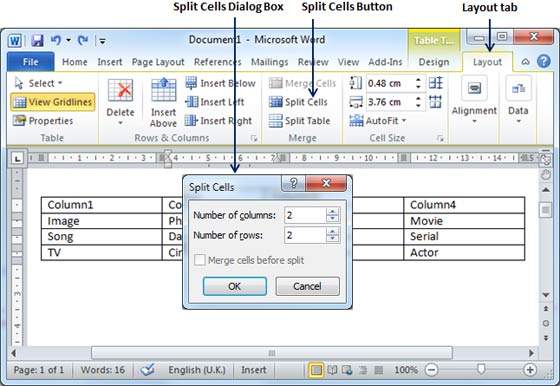 Split Cells Dialog Box Split Cells Button Layout tab
Document1 - Microsoft Word Table T...
File Home Insert Page Layout References Mailings Review View Add-Ins Design Layout
Select Delete Insert Above Insert Below Merge Cells 0.48 cm Alignment Data
View Gridlines Insert Left Split Cells 3.76 cm
Properties Insert Right Split Table AutoFit
Table Rows & Columns Merge Cell Size
Split Cells
Column1 Co Number of columns: 2 Column4
Image Ph Movie
Song Da Number of rows: 2 Serial
TV Cin Actor
Merge cells before split
OK Cancel
Page: 1 of 1 Words: 16 English (U.K.) Insert 100%